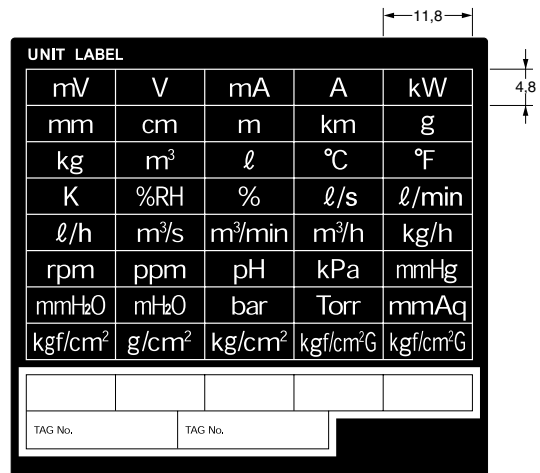 11,8
UNIT LABEL
4,8
mV V mA A kW
mm cm m km g
kg m³ ℓ °C °F
K %RH % ℓ/s ℓ/min
ℓ/h m³/s m³/min m³/h kg/h
rpm ppm pH kPa mmHg
mmH₂O mH₂O bar Torr mmAq
kgf/cm² g/cm² kg/cm² kgf/cm²G kgf/cm²G
TAG No. TAG No.